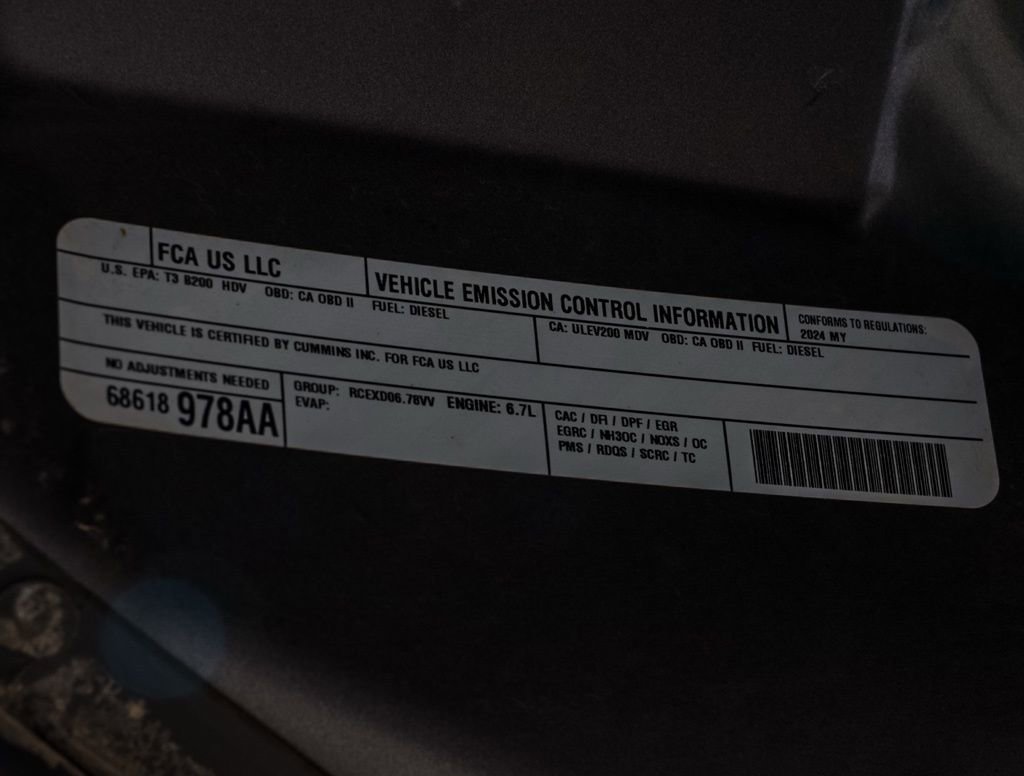 FCA US LLC
VEHICLE EMISSION CONTROL INFORMATION
CONFORMS TO REGULATIONS:
2024 MY
U.S. EPA: T3 B200 HDV OBD: CA OBD II FUEL: DIESEL
CA: ULEV200 MDV OBD: CA OBD II FUEL: DIESEL
THIS VEHICLE IS CERTIFIED BY CUMMINS INC. FOR FCA US LLC
NO ADJUSTMENTS NEEDED
68618 978AA
GROUP: RCEXD06.78VV ENGINE: 6.7L
EVAP:
CAC / DFI / DPF / EGR
EGRC / NH3OC / NOXS / OC
PMS / RDQS / SCRC / TC